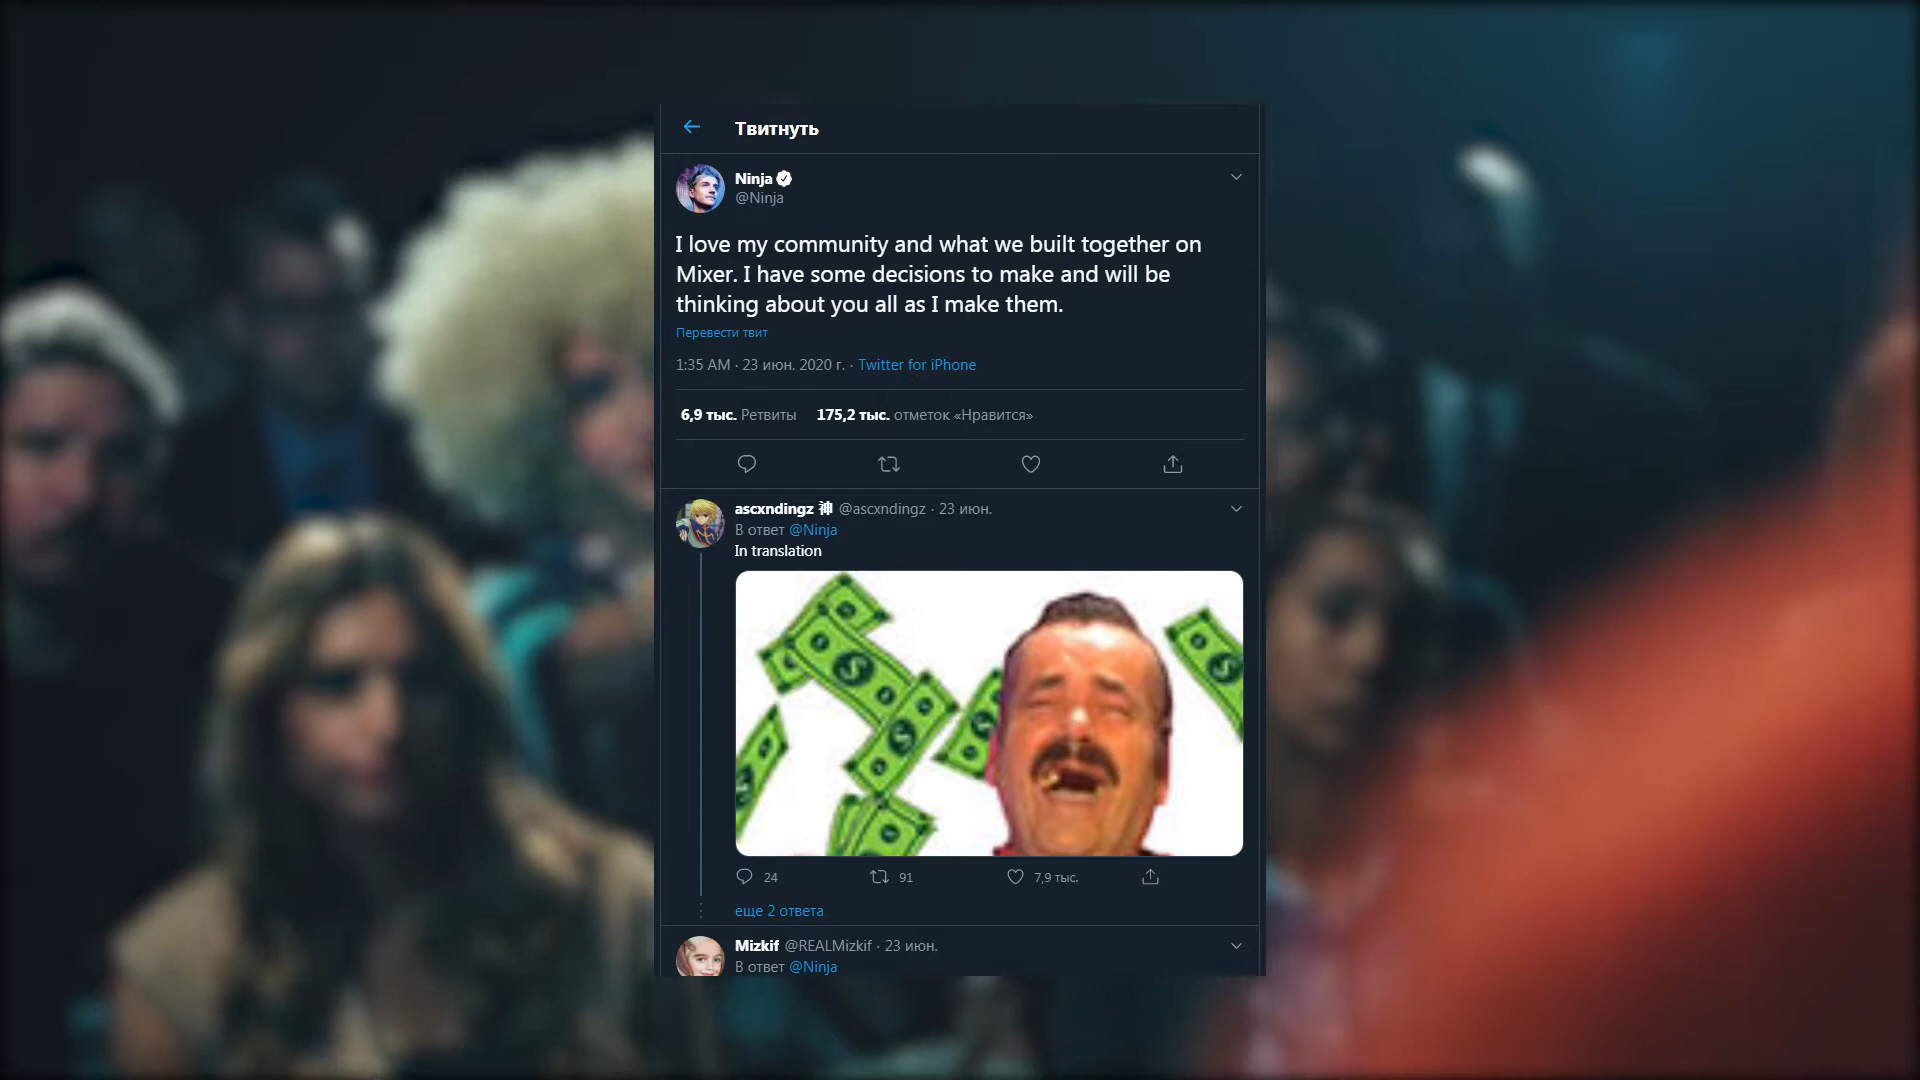 Твитнуть
Ninja
@Ninja
I love my community and what we built together on
Mixer. I have some decisions to make and will be
thinking about you all as I make them.
Перевести твит
1:35 AM · 23 июн. 2020 г. · Twitter for iPhone
6,9 тыс. Ретвиты 175,2 тыс. отметок «Нравится»
ascxndingz 神 @ascxndingz · 23 июн.
В ответ @Ninja
In translation
24 91 7,9 тыс.
еще 2 ответа
Mizkif @REALMizkif · 23 июн.
В ответ @Ninja